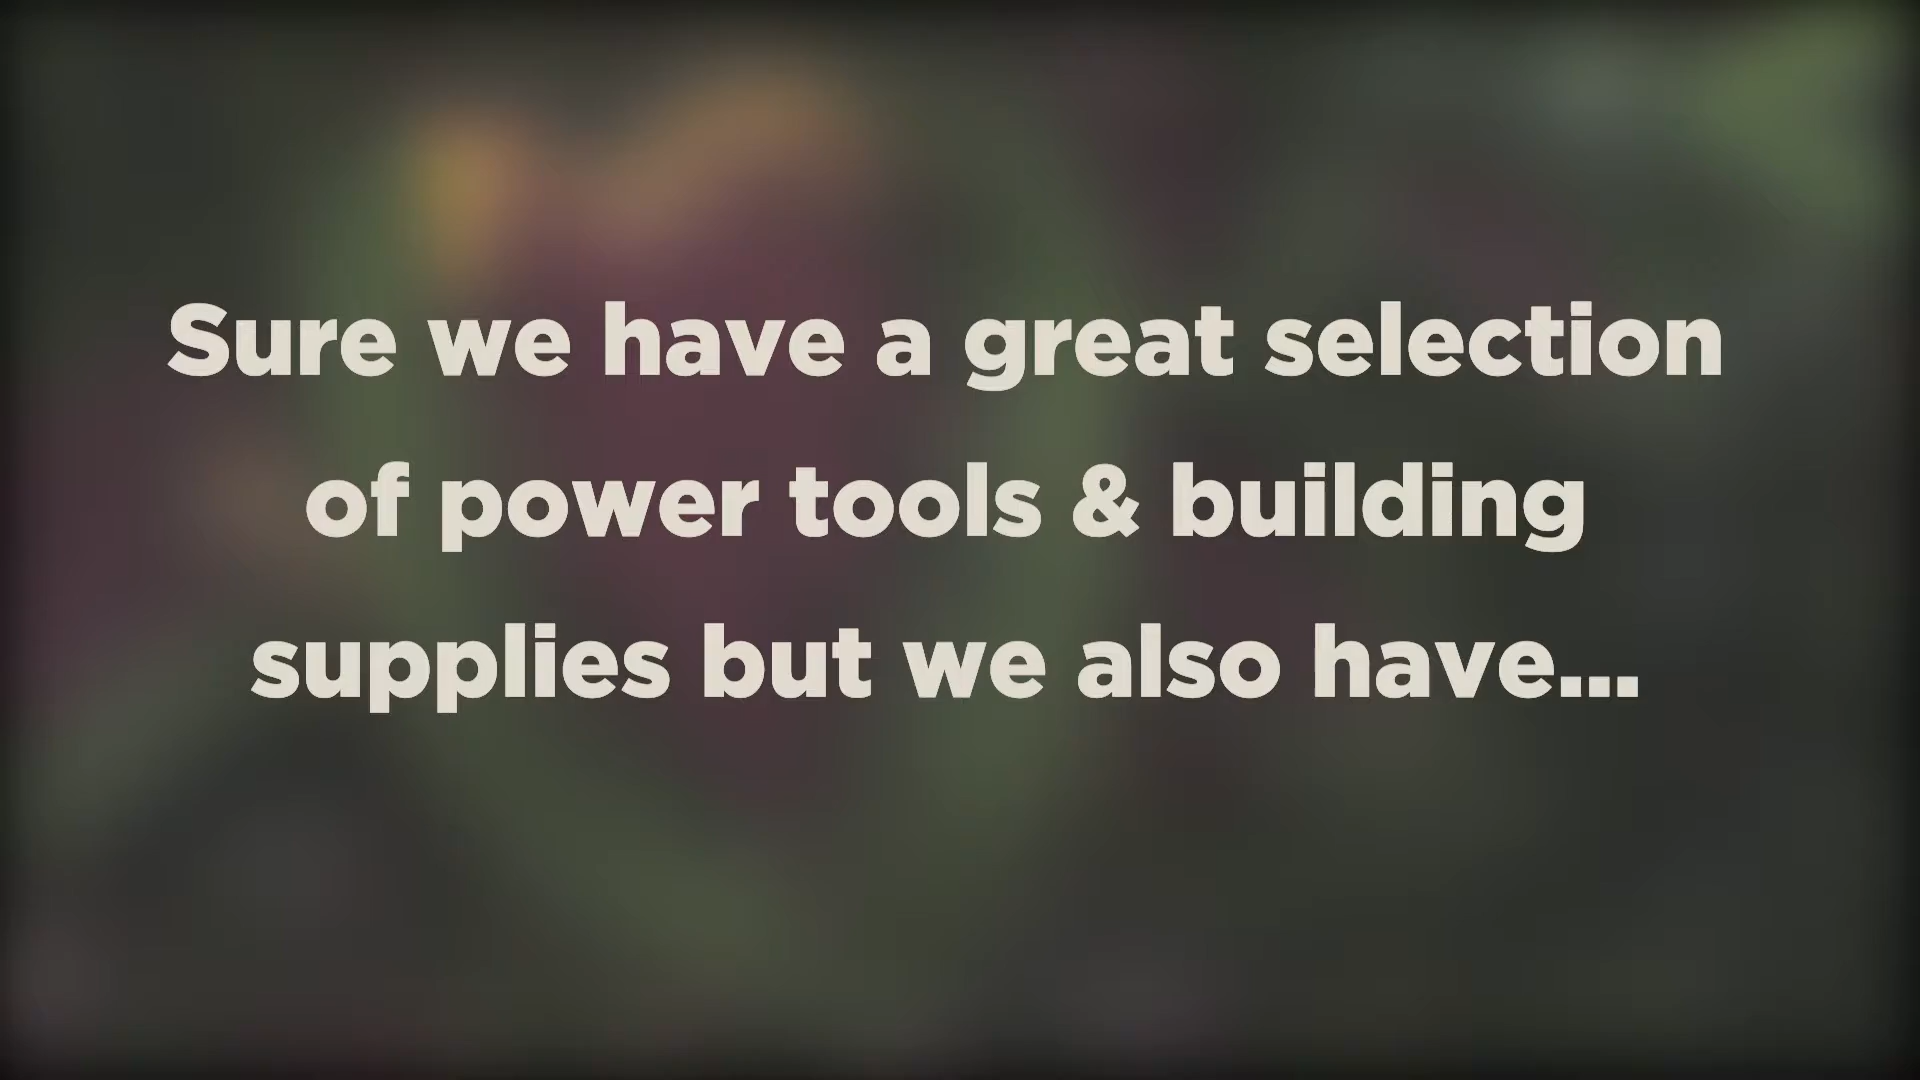 Sure we have a great selection
of power tools & building
supplies but we also have...